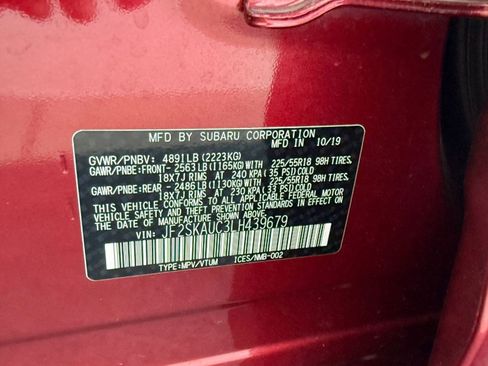 MFD BY SUBARU CORPORATION
MFD IN 10/19
GVWR/PNBV: 4891LB(2223KG)
GAWR/PNBE:FRONT- 2563LB(1165KG)WITH 225/55R18 98H TIRES,
18X7J RIMS AT 240 KPA(35 PSI)COLD
GAWR/PNBE:REAR -2486LB(1130KG)WITH 225/55R18 98H TIRES,
18X7J RIMS AT 230 KPA(33 PSI)COLD
THIS VEHICLE CONFORMS TO ALL APPLICABLE FEDERAL MOTOR
VEHICLE SAFETY AND THEFT PREVENTION STANDARDS IN EFFECT ON
THE DATE OF MANUFACTURE SHOWN ABOVE.
VIN: JF2SKAUC3LH439679
TYPE:MPV/VTUM ICES/NMB-002